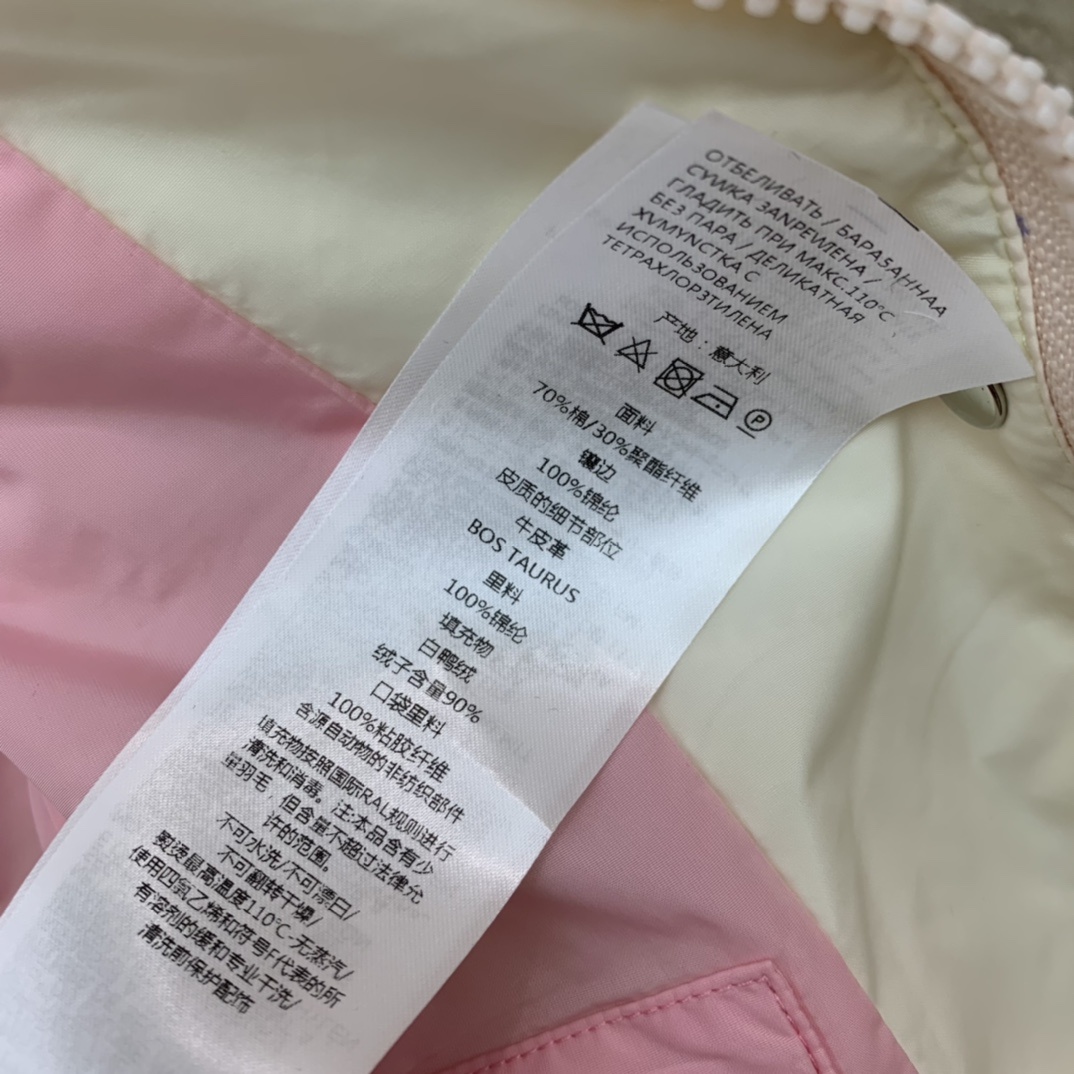 ОТБЕЛИВАТЬ / БАРА5АННАА
СУWКА ЗАNРЕWIЕНА /
ГЛАДИТЬ ПРИ МАКС.110°С
БЕЗ ПАРА / ДЕЛИКАТНАЯ
ХVМYNСТКА С
ИСПОЛЬЗОВАНИЕМ
ТЕТРАХЛОРЗТИЛЕНА
产地:意大利
P
面料
70%棉/30%聚酯纤维
镶边
100%锦纶
皮质的细节部位
牛皮革
BOS TAURUS
里料
100%锦纶
填充物
白鸭绒
绒子含量90%
口袋里料
100%粘胶纤维
含源自动物的非纺织部件
填充物按照国际RAL规则进行
清洗和消毒。注:本品含有少
量羽毛 但含量不超过法律允
许的范围。
不可水洗/不可漂白/
不可翻转干燥/
熨烫最高温度110℃-无蒸汽/
使用四氯乙烯和符号F代表的所
有溶剂的缓和专业干洗/
清洗前保护配饰